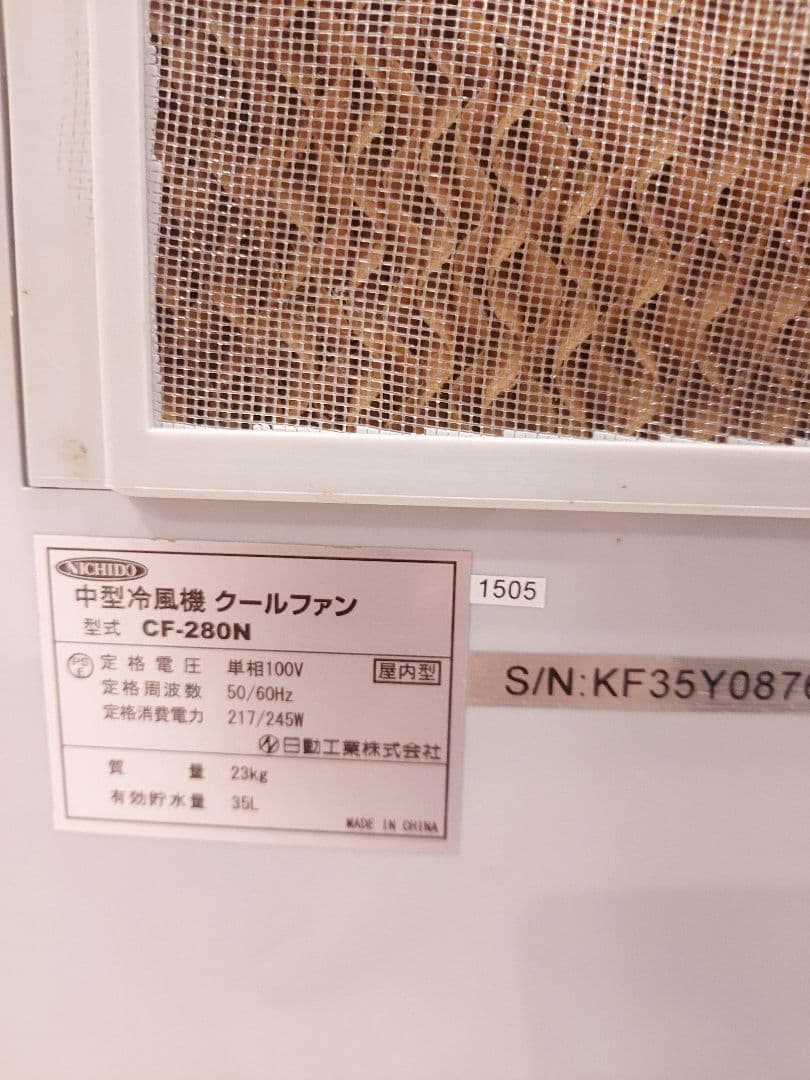 NICHIDO
中型冷風機 クールファン
型式 CF-280N
PS E 定格電圧 単相100V 屋内型
定格周波数 50/60Hz
定格消費電力 217/245W
日動工業株式会社
質量 23kg
有効貯水量 35L
MADE IN CHINA
1505
S/N:KF35Y0876